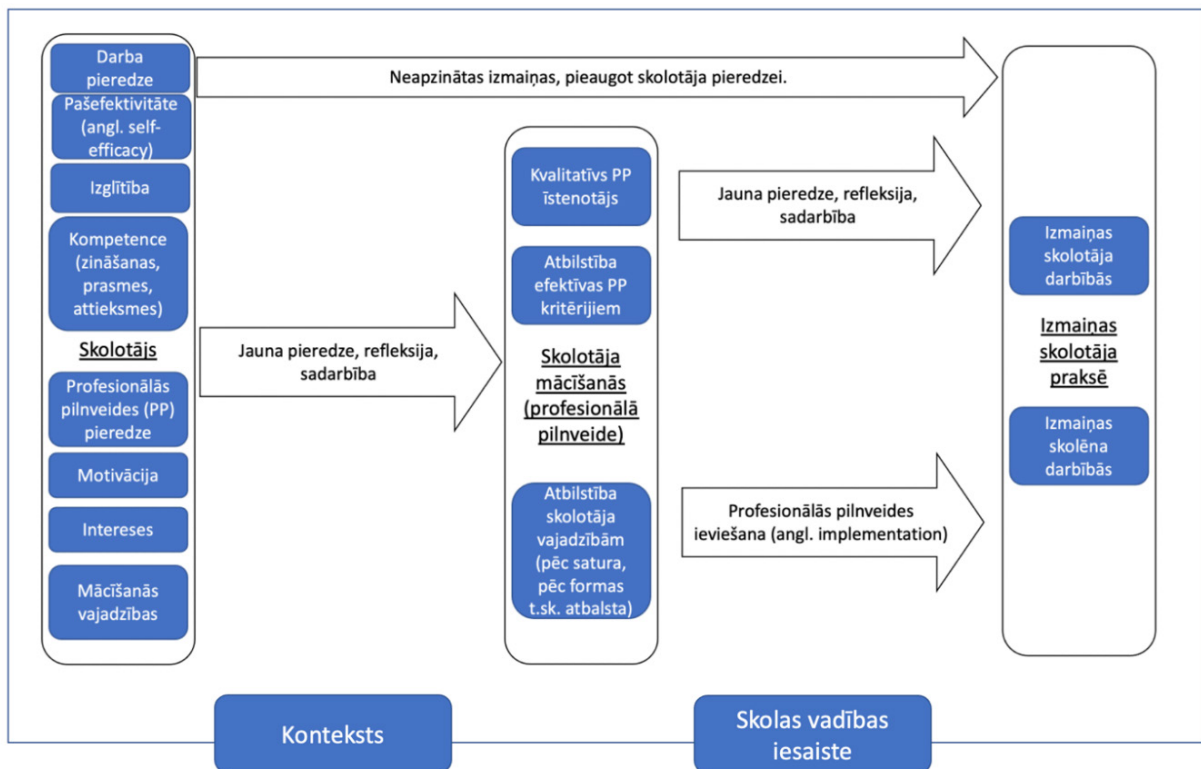 Darba
pieredze
Pašefektivitāte
(angl. self-
efficacy)
Izglītība
Kompetence
(zināšanas,
prasmes,
attieksmes)
Skolotājs
Profesionālās
pilnveides (PP)
pieredze
Motivācija
Intereses
Mācīšanās
vajadzības
Neapzinātas izmaiņas, pieaugot skolotāja pieredzei.
Jauna pieredze, refleksija,
sadarbība
Kvalitatīvs PP
īstenotājs
Atbilstība
efektīvas PP
kritērijiem
Skolotāja
mācīšanās
(profesionālā
pilnveide)
Atbilstība
skolotāja
vajadzībām
(pēc satura,
pēc formas
t.sk. atbalsta)
Jauna pieredze, refleksija,
sadarbība
Profesionālās pilnveides
ieviešana (angl. implementation)
Izmaiņas
skolotāja
darbībās
Izmaiņas
skolotāja
praksē
Izmaiņas
skolēna
darbībās
Konteksts
Skolas vadības
iesaiste